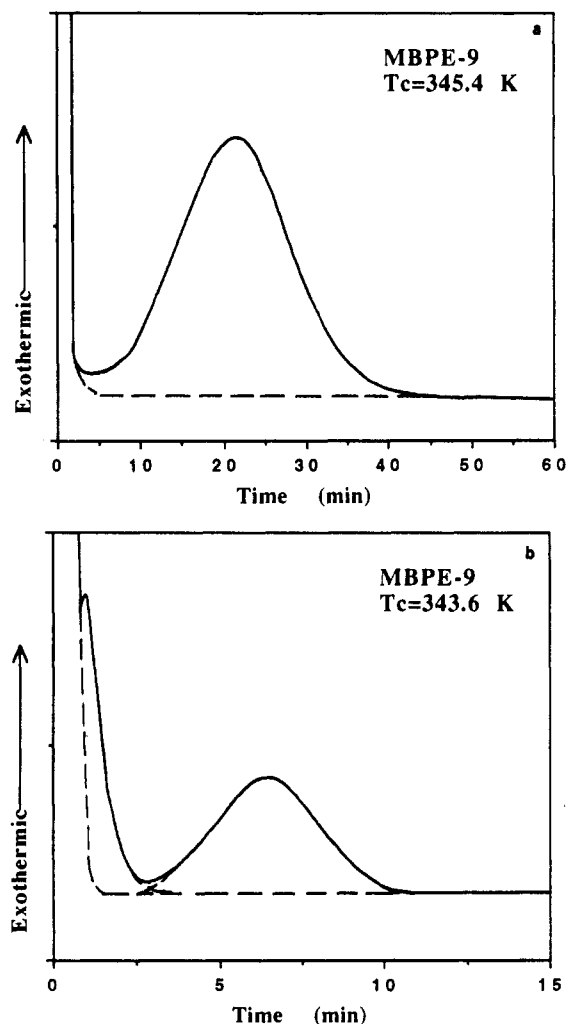 a
MBPE-9
Tc=345.4 K
Exothermic
0 10 20 30 40 50 60
Time (min)
b
MBPE-9
Tc=343.6 K
Exothermic
0 5 10 15
Time (min)